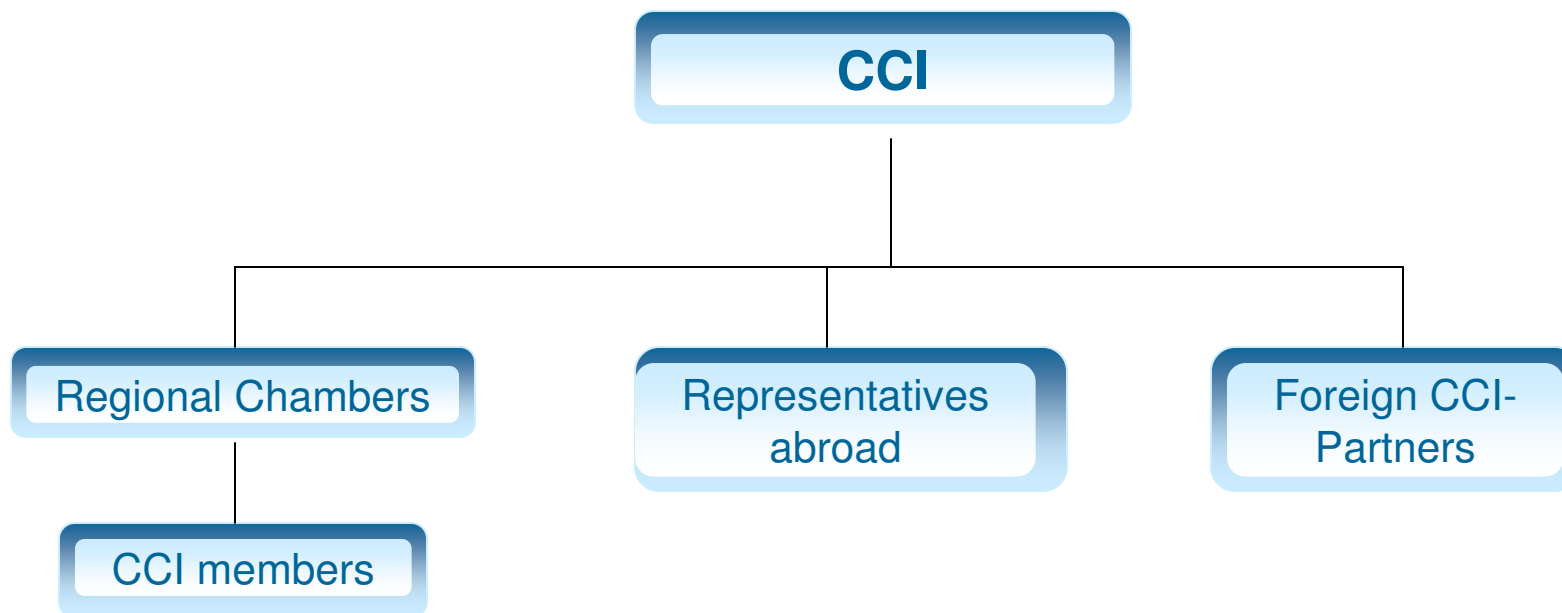 CCI
Regional Chambers
Representatives
abroad
Foreign CCI-
Partners
CCI members